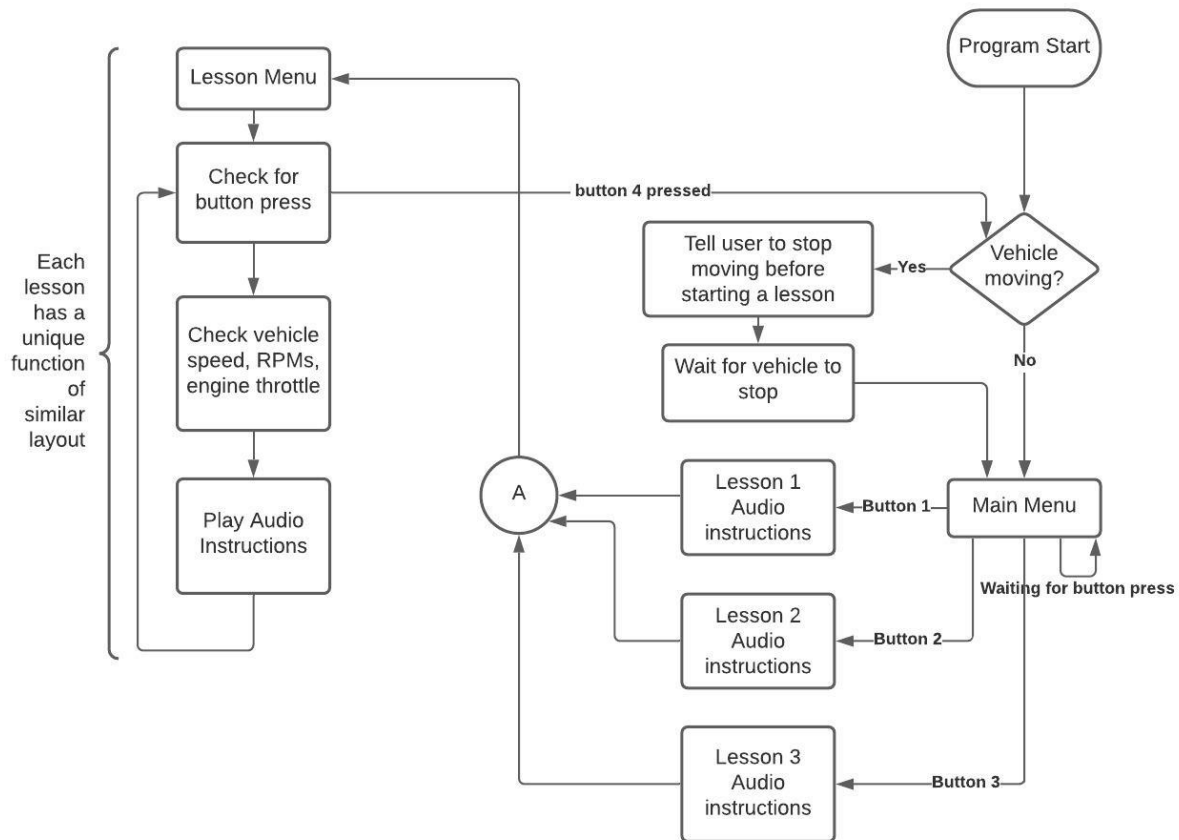 Program Start
Lesson Menu
Check for
button press
button 4 pressed
Tell user to stop
moving before
starting a lesson
Yes
Vehicle
moving?
Each
lesson
has a
unique
function
of
similar
layout
Check vehicle
speed, RPMs,
engine throttle
Wait for vehicle to
stop
No
A
Lesson 1
Audio
instructions
Button 1
Main Menu
Play Audio
Instructions
Waiting for button press
Lesson 2
Audio
instructions
Button 2
Lesson 3
Audio
instructions
Button 3